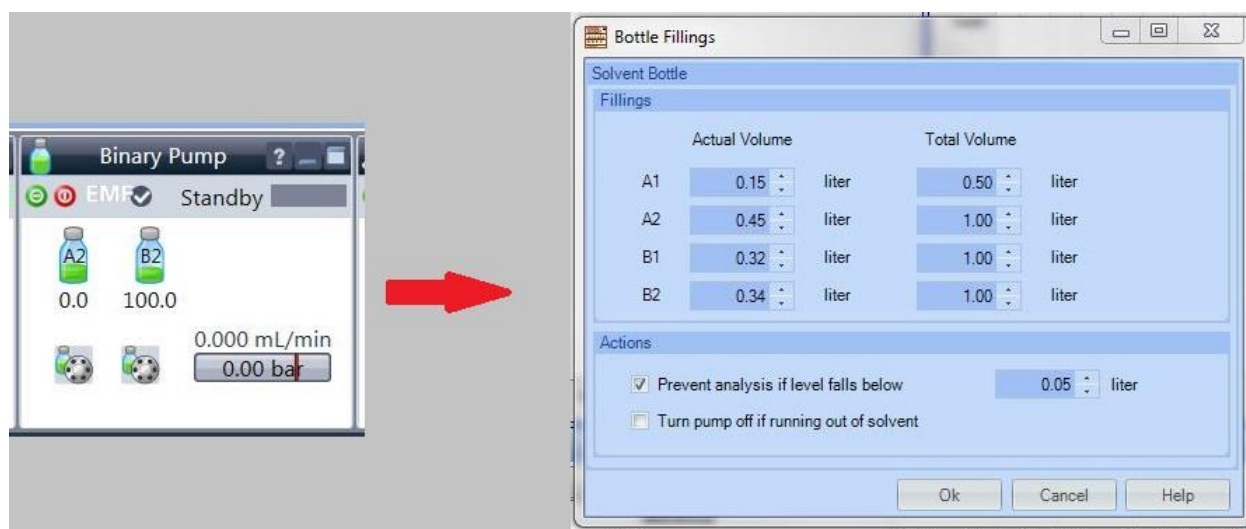 Binary Pump ?
EMF Standby
A2 B2
0.0 100.0
0.000 mL/min
0.00 bar
Bottle Fillings
Solvent Bottle
Fillings
Actual Volume Total Volume
A1 0.15 liter 0.50 liter
A2 0.45 liter 1.00 liter
B1 0.32 liter 1.00 liter
B2 0.34 liter 1.00 liter
Actions
Prevent analysis if level falls below 0.05 liter
Turn pump off if running out of solvent
Ok Cancel Help